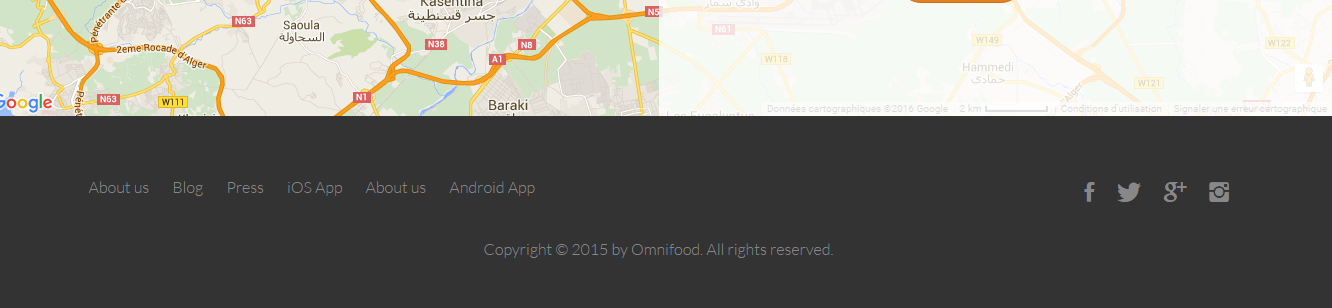 Kasentina
جسر قسنطينة
Pénétrante
N63
Saoula
السحاولة
N5
N61
2eme Rocade d'Alger
N38
N8
A1
W149
W122
W118
Hammedi
حمادي
W121
Google
N63
W111
N1
Baraki
Données cartographiques ©2016 Google 2 km Conditions d'utilisation Signaler une erreur cartographique
About us Blog Press iOS App About us Android App
Copyright © 2015 by Omnifood. All rights reserved.